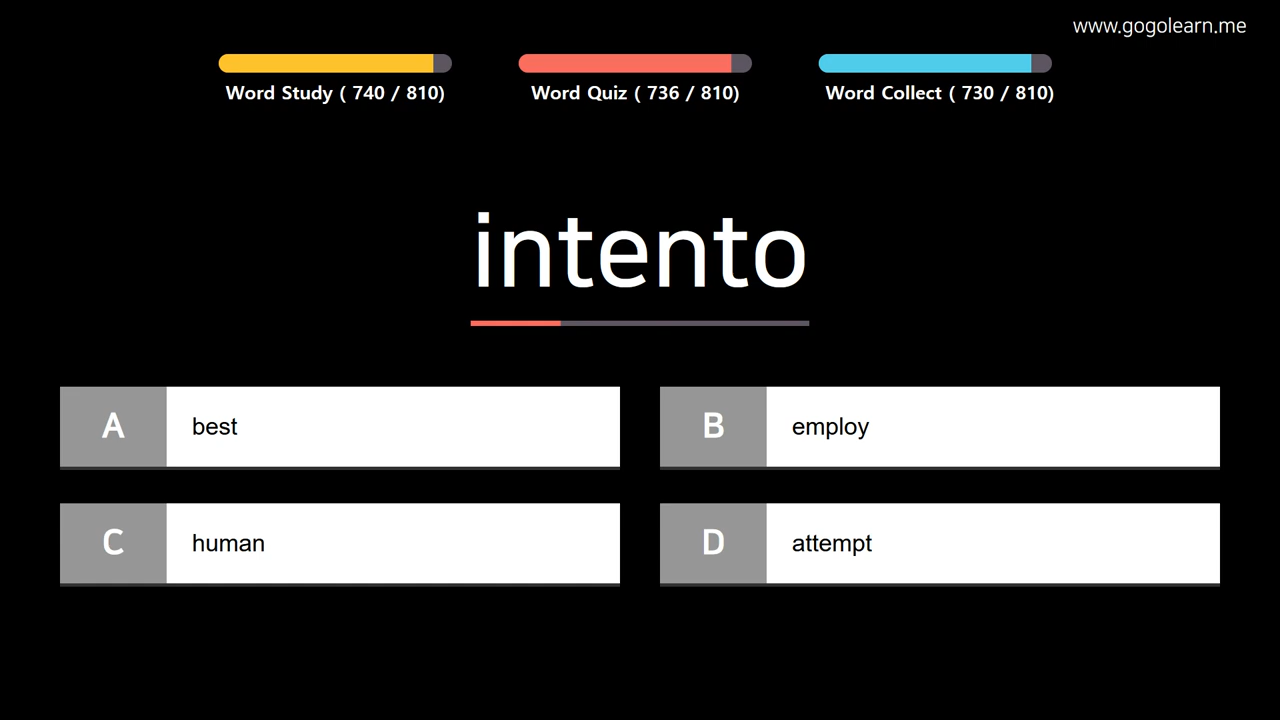 www.gogolearn.me
Word Study ( 740 / 810)
Word Quiz ( 736 / 810)
Word Collect ( 730 / 810)
intento
A best
B employ
C human
D attempt